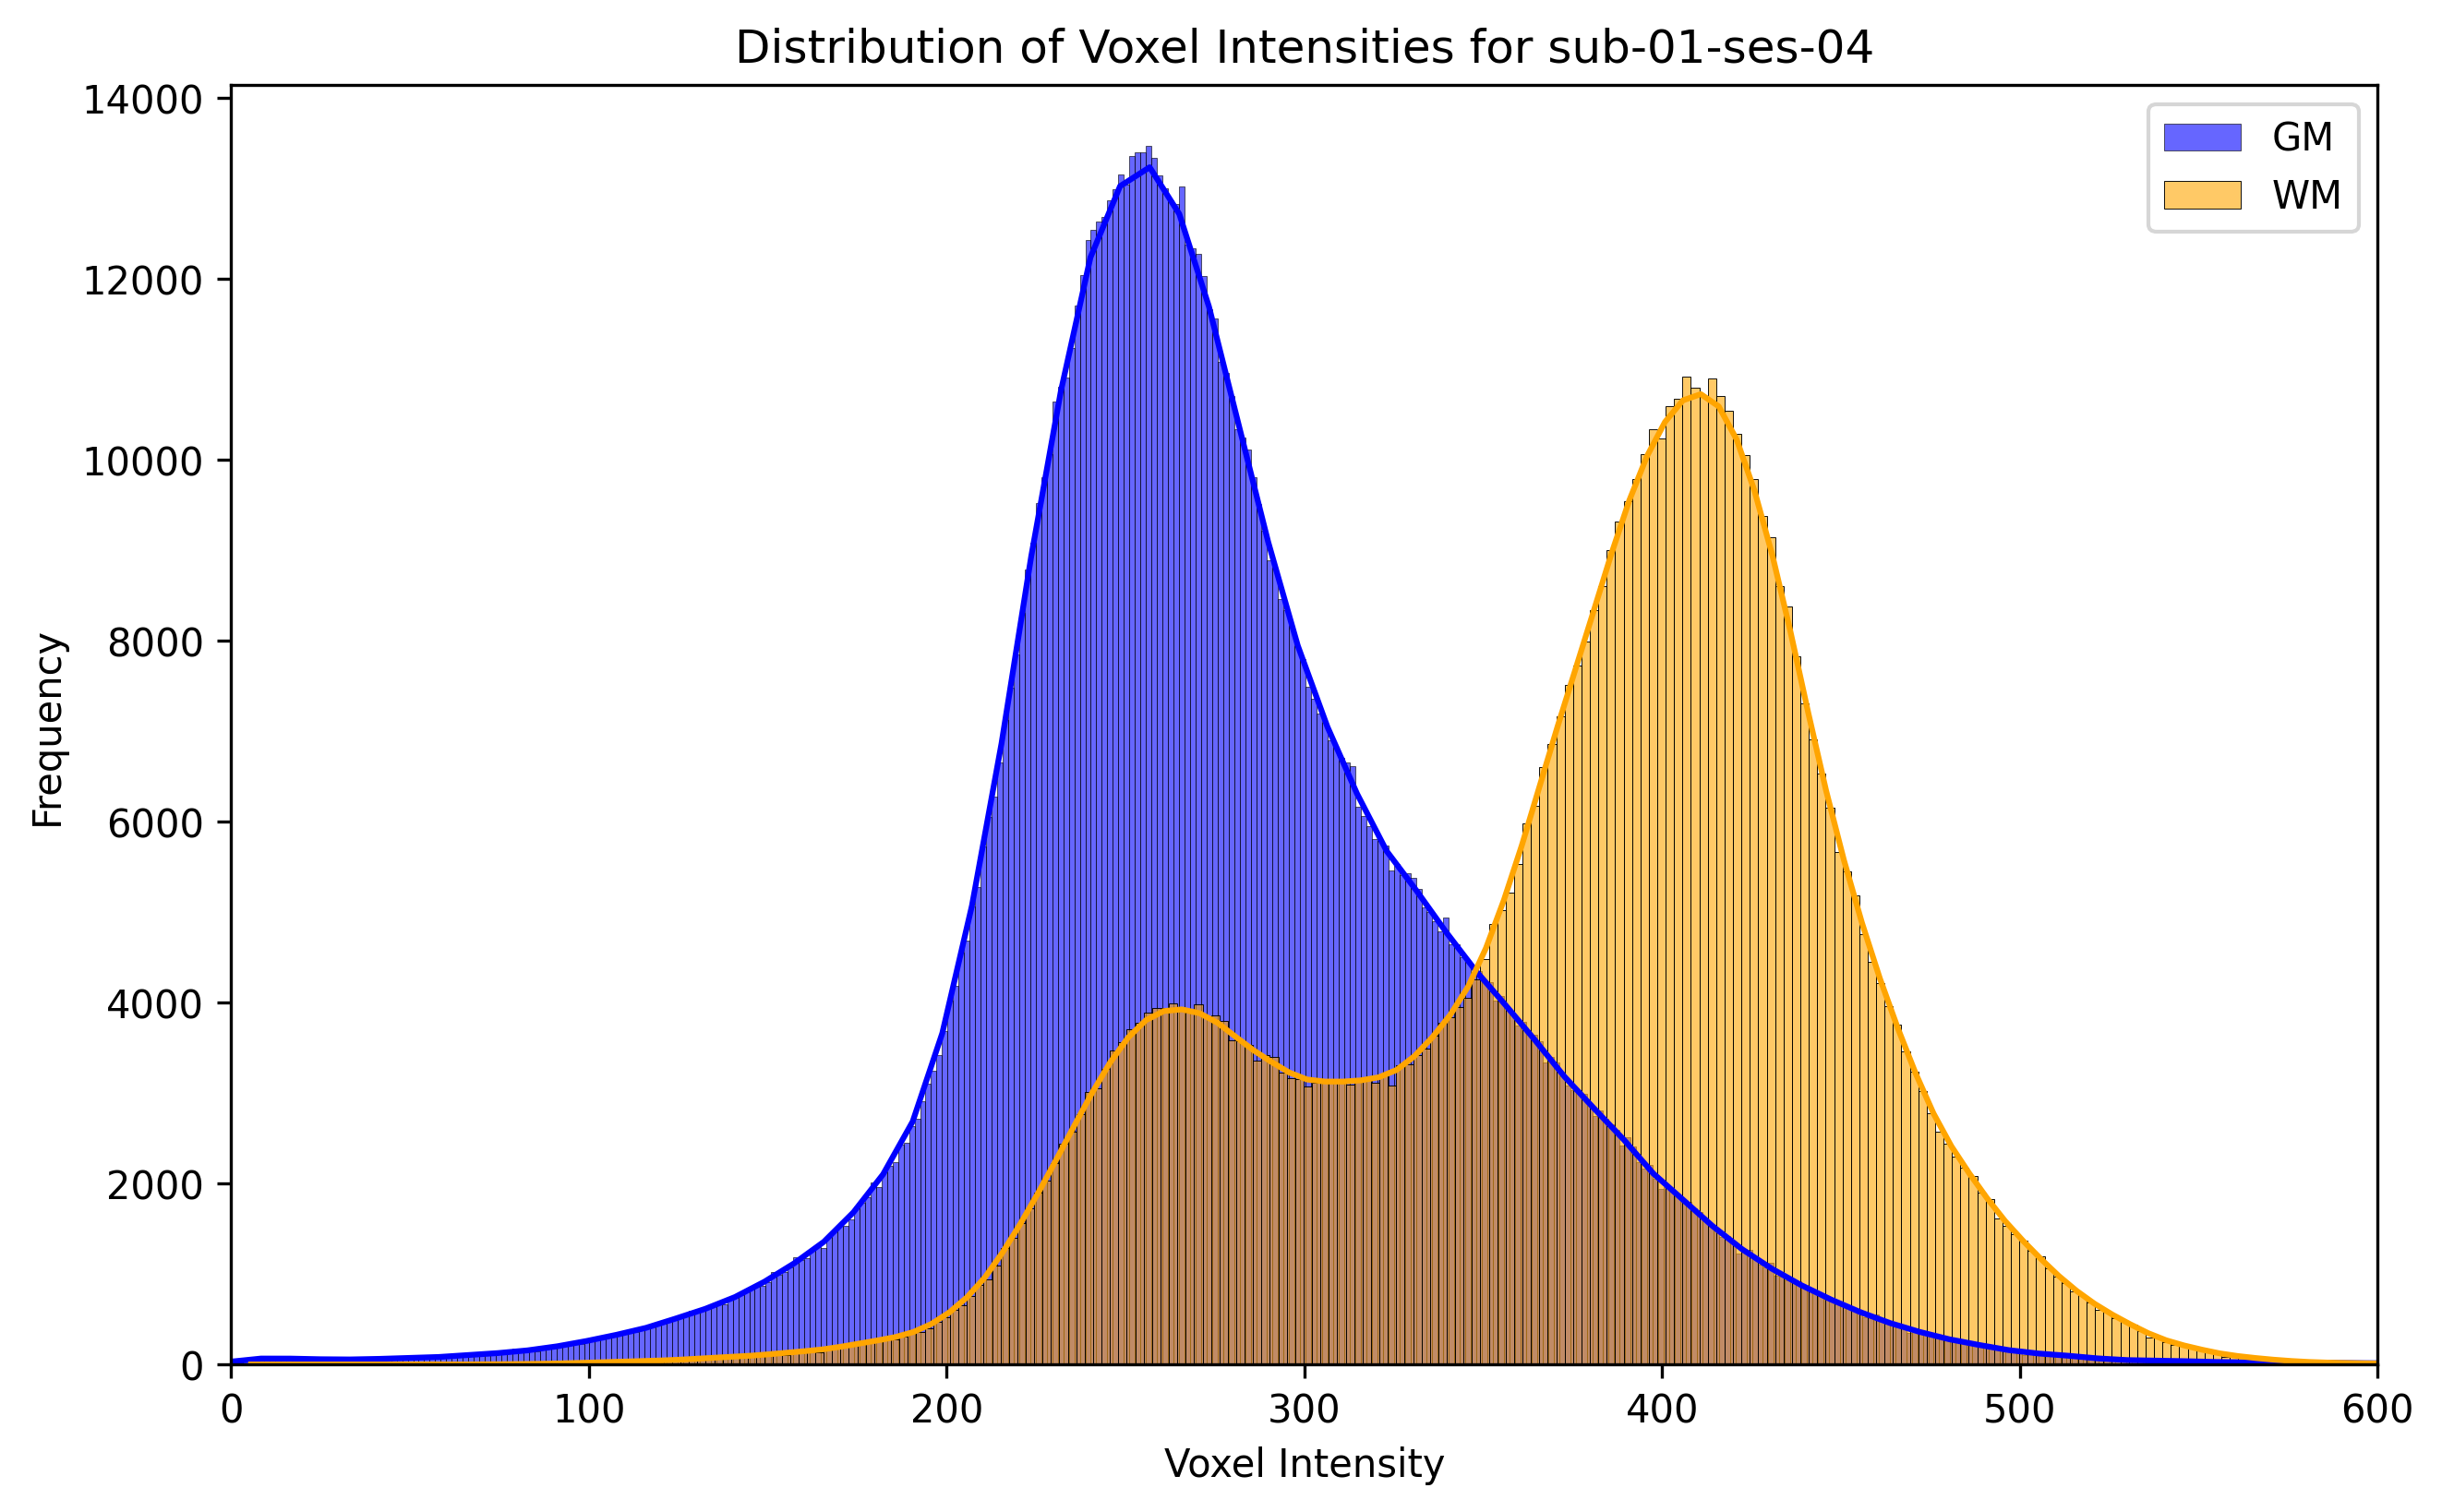 Distribution of Voxel Intensities for sub-01-ses-04
14000
12000
10000
8000
6000
4000
2000
0
Frequency
GM
WM
0 100 200 300 400 500 600
Voxel Intensity